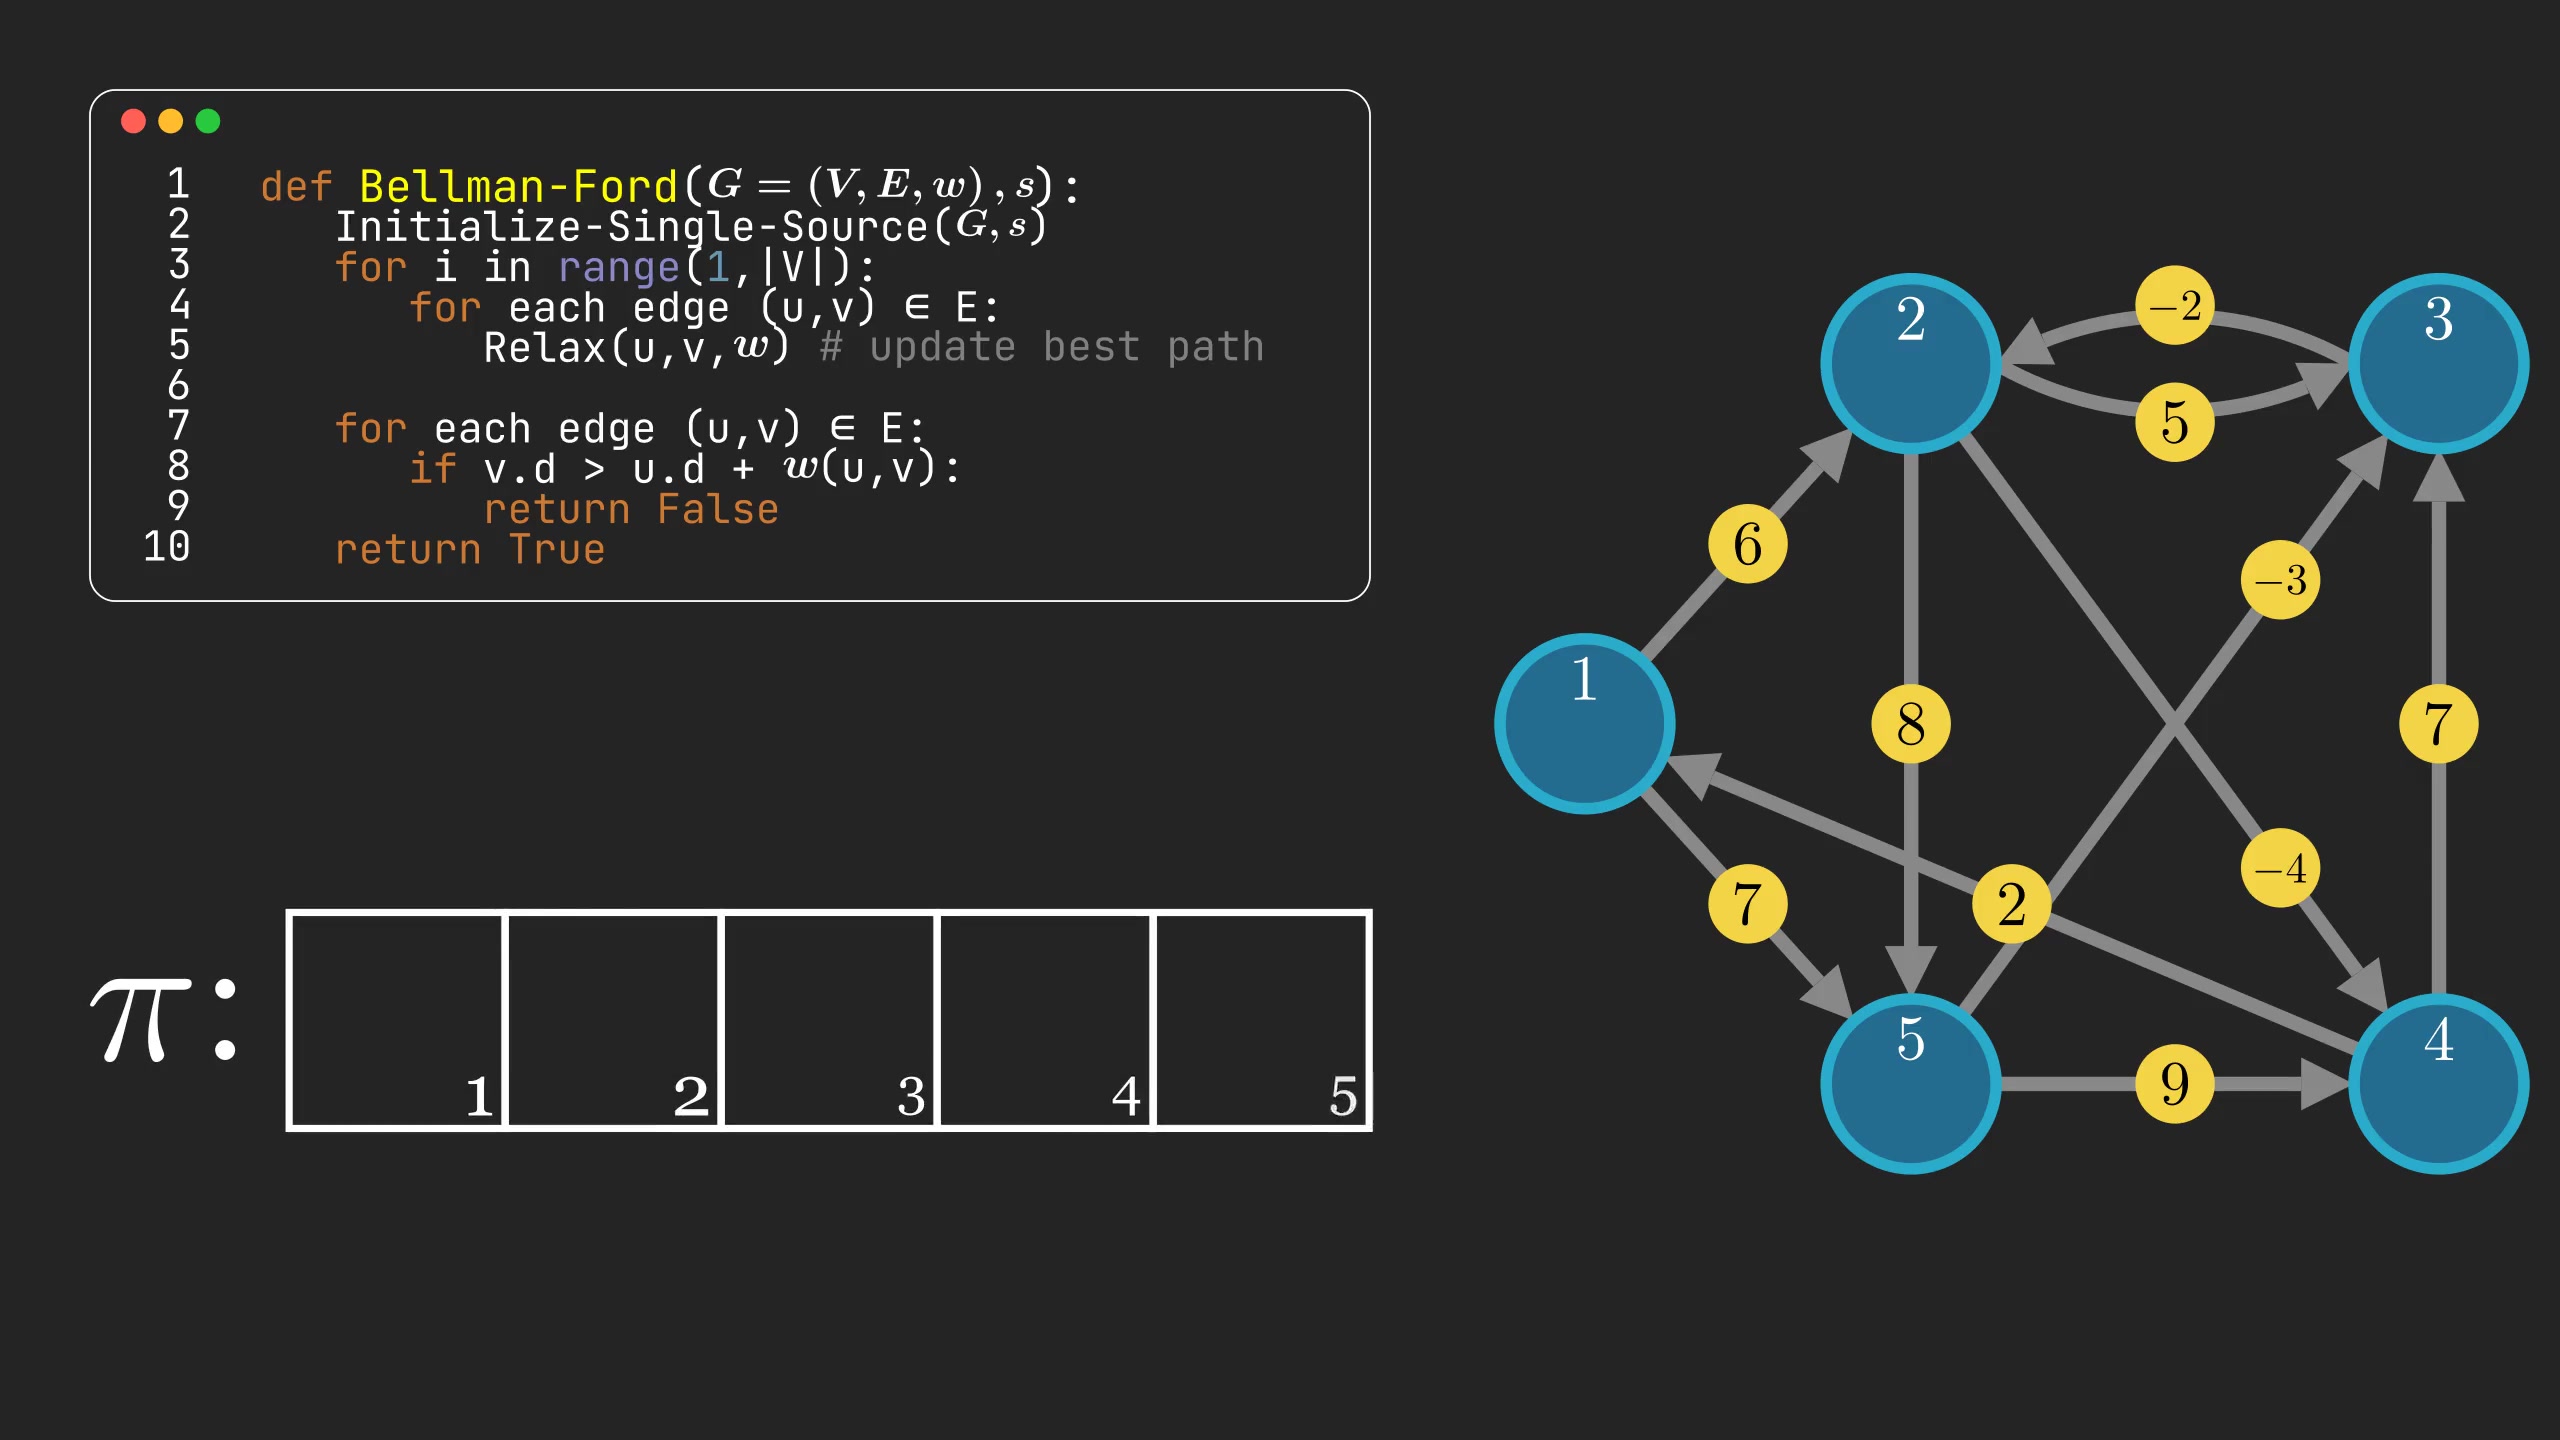 1 def Bellman-Ford(G = (V, E, w), s):
2 Initialize-Single-Source(G, s)
3 for i in range(1,|V|):
4 for each edge (u,v) ∈ E:
5 Relax(u,v,w) # update best path
6
7 for each edge (u,v) ∈ E:
8 if v.d > u.d + w(u,v):
9 return False
10 return True
π:
1 2 3 4 5
−2
2 3
5
6
−3
1
8 7
−4
7 2
5 4
9